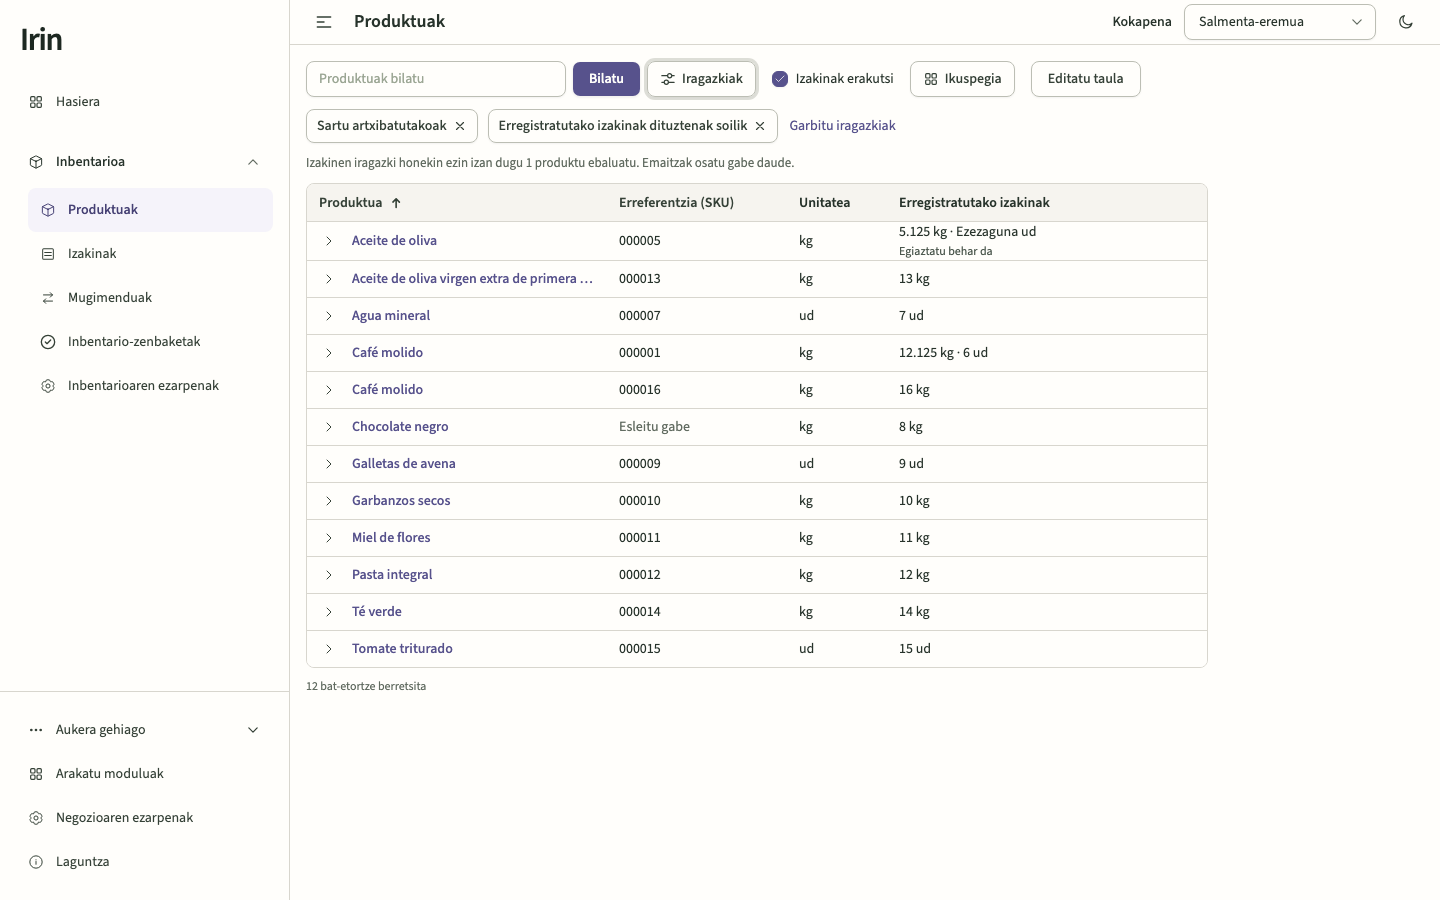 Irin
Hasiera
Inbentarioa
Produktuak
Izakinak
Mugimenduak
Inbentario-zenbaketak
Inbentarioaren ezarpenak
Aukera gehiago
Arakatu moduluak
Negozioaren ezarpenak
Laguntza
Produktuak
Kokapena
Salmenta-eremua
Produktuak bilatu
Bilatu
Iragazkiak
Izakinak erakutsi
Ikuspegia
Editatu taula
Sartu artxibatutakoak
Erregistratutako izakinak dituztenak soilik
Garbitu iragazkiak
Izakinen iragazki honekin ezin izan dugu 1 produktu ebaluatu. Emaitzak osatu gabe daude.
Produktua Erreferentzia (SKU) Unitatea Erregistratutako izakinak
Aceite de oliva 000005 kg 5.125 kg · Ezezaguna ud
Egiaztatu behar da
Aceite de oliva virgen extra de primera … 000013 kg 13 kg
Agua mineral 000007 ud 7 ud
Café molido 000001 kg 12.125 kg · 6 ud
Café molido 000016 kg 16 kg
Chocolate negro Esleitu gabe kg 8 kg
Galletas de avena 000009 ud 9 ud
Garbanzos secos 000010 kg 10 kg
Miel de flores 000011 kg 11 kg
Pasta integral 000012 kg 12 kg
Té verde 000014 kg 14 kg
Tomate triturado 000015 ud 15 ud
12 bat-etortze berretsita